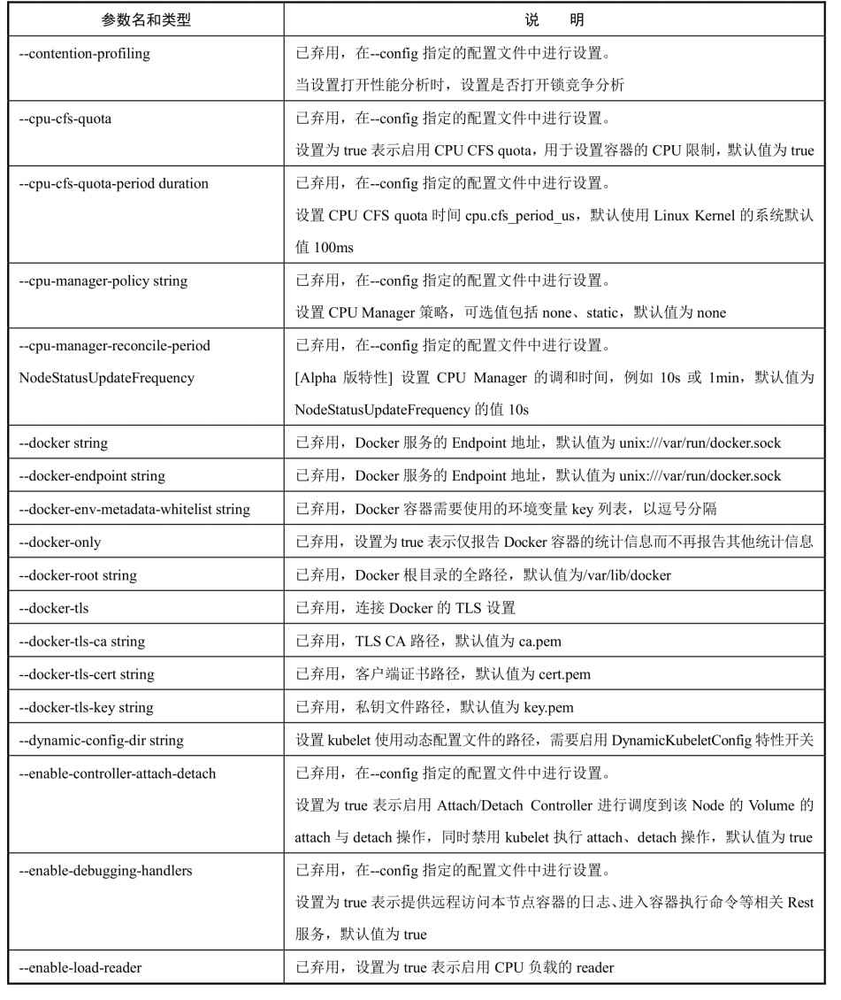 参数名和类型 说 明
--contention-profiling 已弃用，在--config 指定的配置文件中进行设置。
当设置打开性能分析时，设置是否打开锁竞争分析
--cpu-cfs-quota 已弃用，在--config 指定的配置文件中进行设置。
设置为 true 表示启用 CPU CFS quota，用于设置容器的 CPU 限制，默认值为 true
--cpu-cfs-quota-period duration 已弃用，在--config 指定的配置文件中进行设置。
设置 CPU CFS quota 时间 cpu.cfs_period_us，默认使用 Linux Kernel 的系统默认
值 100ms
--cpu-manager-policy string 已弃用，在--config 指定的配置文件中进行设置。
设置 CPU Manager 策略，可选值包括 none、static，默认值为 none
--cpu-manager-reconcile-period 已弃用，在--config 指定的配置文件中进行设置。
NodeStatusUpdateFrequency [Alpha 版特性] 设置 CPU Manager 的调和时间，例如 10s 或 1min，默认值为
NodeStatusUpdateFrequency 的值 10s
--docker string 已弃用，Docker 服务的 Endpoint 地址，默认值为 unix:///var/run/docker.sock
--docker-endpoint string 已弃用，Docker 服务的 Endpoint 地址，默认值为 unix:///var/run/docker.sock
--docker-env-metadata-whitelist string 已弃用，Docker 容器需要使用的环境变量 key 列表，以逗号分隔
--docker-only 已弃用，设置为 true 表示仅报告 Docker 容器的统计信息而不再报告其他统计信息
--docker-root string 已弃用，Docker 根目录的全路径，默认值为/var/lib/docker
--docker-tls 已弃用，连接 Docker 的 TLS 设置
--docker-tls-ca string 已弃用，TLS CA 路径，默认值为 ca.pem
--docker-tls-cert string 已弃用，客户端证书路径，默认值为 cert.pem
--docker-tls-key string 已弃用，私钥文件路径，默认值为 key.pem
--dynamic-config-dir string 设置 kubelet 使用动态配置文件的路径，需要启用 DynamicKubeletConfig 特性开关
--enable-controller-attach-detach 已弃用，在--config 指定的配置文件中进行设置。
设置为 true 表示启用 Attach/Detach Controller 进行调度到该 Node 的 Volume 的
attach 与 detach 操作，同时禁用 kubelet 执行 attach、detach 操作，默认值为 true
--enable-debugging-handlers 已弃用，在--config 指定的配置文件中进行设置。
设置为 true 表示提供远程访问本节点容器的日志、进入容器执行命令等相关 Rest
服务，默认值为 true
--enable-load-reader 已弃用，设置为 true 表示启用 CPU 负载的 reader